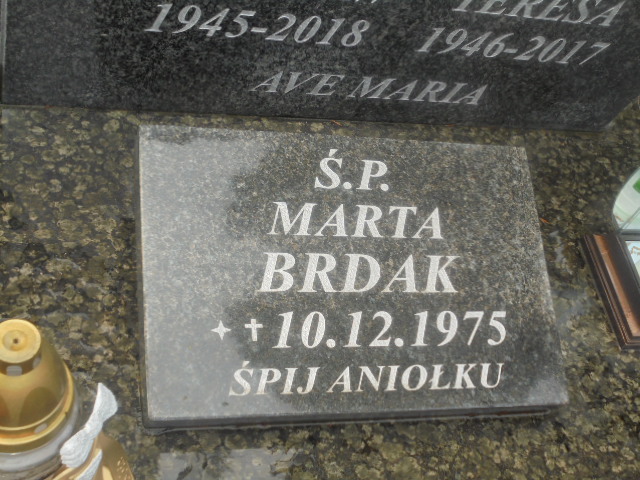 TERESA
1945-2018 1946-2017
AVE MARIA
Ś.P.
MARTA
BRDAK
✦ ✝ 10.12.1975
ŚPIJ ANIOŁKU